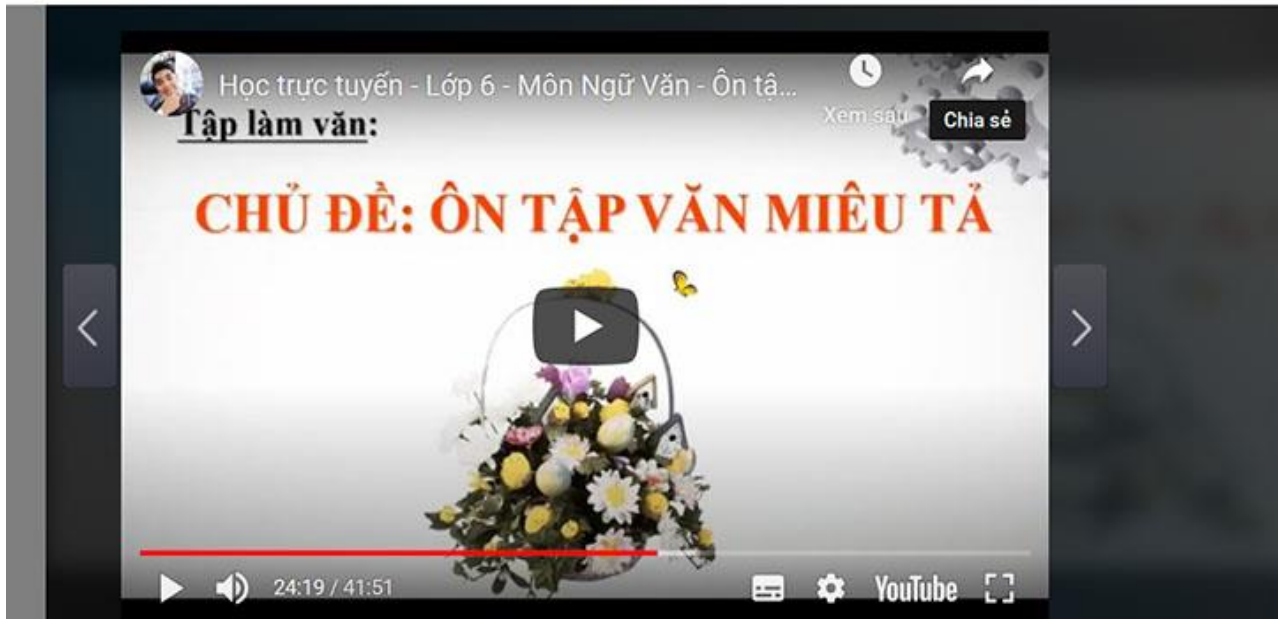 Học trực tuyến - Lớp 6 - Môn Ngữ Văn - Ôn tậ...
Xem sau
Chia sẻ
Tập làm văn:
CHỦ ĐỀ: ÔN TẬP VĂN MIÊU TẢ
24:19 / 41:51
YouTube